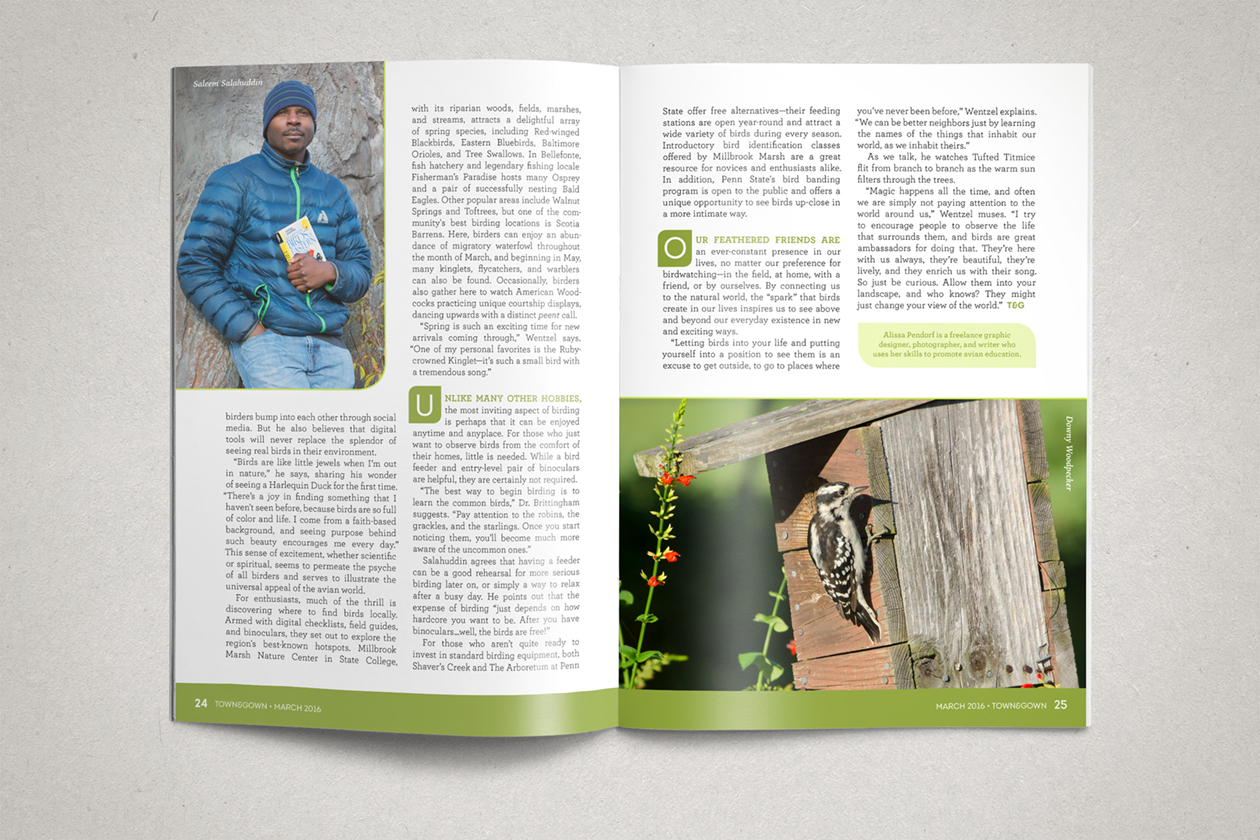 Saleem Salahuddin
birders bump into each other through social
media. But he also believes that digital
tools will never replace the splendor of
seeing real birds in their environment.
“Birds are like little jewels when I’m out
in nature,” he says, sharing his wonder
of seeing a Harlequin Duck for the first time.
“There’s a joy in finding something that I
haven’t seen before, because birds are so full
of color and life. I come from a faith-based
background, and seeing purpose behind
such beauty encourages me every day.”
This sense of excitement, whether scientific
or spiritual, seems to permeate the psyche
of all birders and serves to illustrate the
universal appeal of the avian world.
For enthusiasts, much of the thrill is
discovering where to find birds locally.
Armed with digital checklists, field guides,
and binoculars, they set out to explore the
region’s best-known hotspots. Millbrook
Marsh Nature Center in State College,
with its riparian woods, fields, marshes,
and streams, attracts a delightful array
of spring species, including Red-winged
Blackbirds, Eastern Bluebirds, Baltimore
Orioles, and Tree Swallows. In Bellefonte,
fish hatchery and legendary fishing locale
Fisherman’s Paradise hosts many Osprey
and a pair of successfully nesting Bald
Eagles. Other popular areas include Walnut
Springs and Toftrees, but one of the com-
munity’s best birding locations is Scotia
Barrens. Here, birders can enjoy an abun-
dance of migratory waterfowl throughout
the month of March, and beginning in May,
many kinglets, flycatchers, and warblers
can also be found. Occasionally, birders
also gather here to watch American Wood-
cocks practicing unique courtship displays,
dancing upwards with a distinct peent call.
“Spring is such an exciting time for new
arrivals coming through,” Wentzel says.
“One of my personal favorites is the Ruby-
crowned Kinglet—it’s such a small bird with
a tremendous song.”
UNLIKE MANY OTHER HOBBIES,
the most inviting aspect of birding
is perhaps that it can be enjoyed
anytime and anyplace. For those who just
want to observe birds from the comfort of
their homes, little is needed. While a bird
feeder and entry-level pair of binoculars
are helpful, they are certainly not required.
“The best way to begin birding is to
learn the common birds,” Dr. Brittingham
suggests. “Pay attention to the robins, the
grackles, and the starlings. Once you start
noticing them, you’ll become much more
aware of the uncommon ones.”
Salahuddin agrees that having a feeder
can be a good rehearsal for more serious
birding later on, or simply a way to relax
after a busy day. He points out that the
expense of birding “just depends on how
hardcore you want to be. After you have
binoculars...well, the birds are free!”
For those who aren’t quite ready to
invest in standard birding equipment, both
Shaver’s Creek and The Arboretum at Penn
24 TOWN&GOWN • MARCH 2016
State offer free alternatives—their feeding
stations are open year-round and attract a
wide variety of birds during every season.
Introductory bird identification classes
offered by Millbrook Marsh are a great
resource for novices and enthusiasts alike.
In addition, Penn State’s bird banding
program is open to the public and offers a
unique opportunity to see birds up-close in
a more intimate way.
OUR FEATHERED FRIENDS ARE
an ever-constant presence in our
lives, no matter our preference for
birdwatching—in the field, at home, with a
friend, or by ourselves. By connecting us
to the natural world, the “spark” that birds
create in our lives inspires us to see above
and beyond our everyday existence in new
and exciting ways.
“Letting birds into your life and putting
yourself into a position to see them is an
excuse to get outside, to go to places where
you’ve never been before,” Wentzel explains.
“We can be better neighbors just by learning
the names of the things that inhabit our
world, as we inhabit theirs.”
As we talk, he watches Tufted Titmice
flit from branch to branch as the warm sun
filters through the trees.
“Magic happens all the time, and often
we are simply not paying attention to the
world around us,” Wentzel muses. “I try
to encourage people to observe the life
that surrounds them, and birds are great
ambassadors for doing that. They’re here
with us always, they’re beautiful, they’re
lively, and they enrich us with their song.
So just be curious. Allow them into your
landscape, and who knows? They might
just change your view of the world.” T&G
Alissa Pendorf is a freelance graphic
designer, photographer, and writer who
uses her skills to promote avian education.
Downy Woodpecker
MARCH 2016 • TOWN&GOWN 25